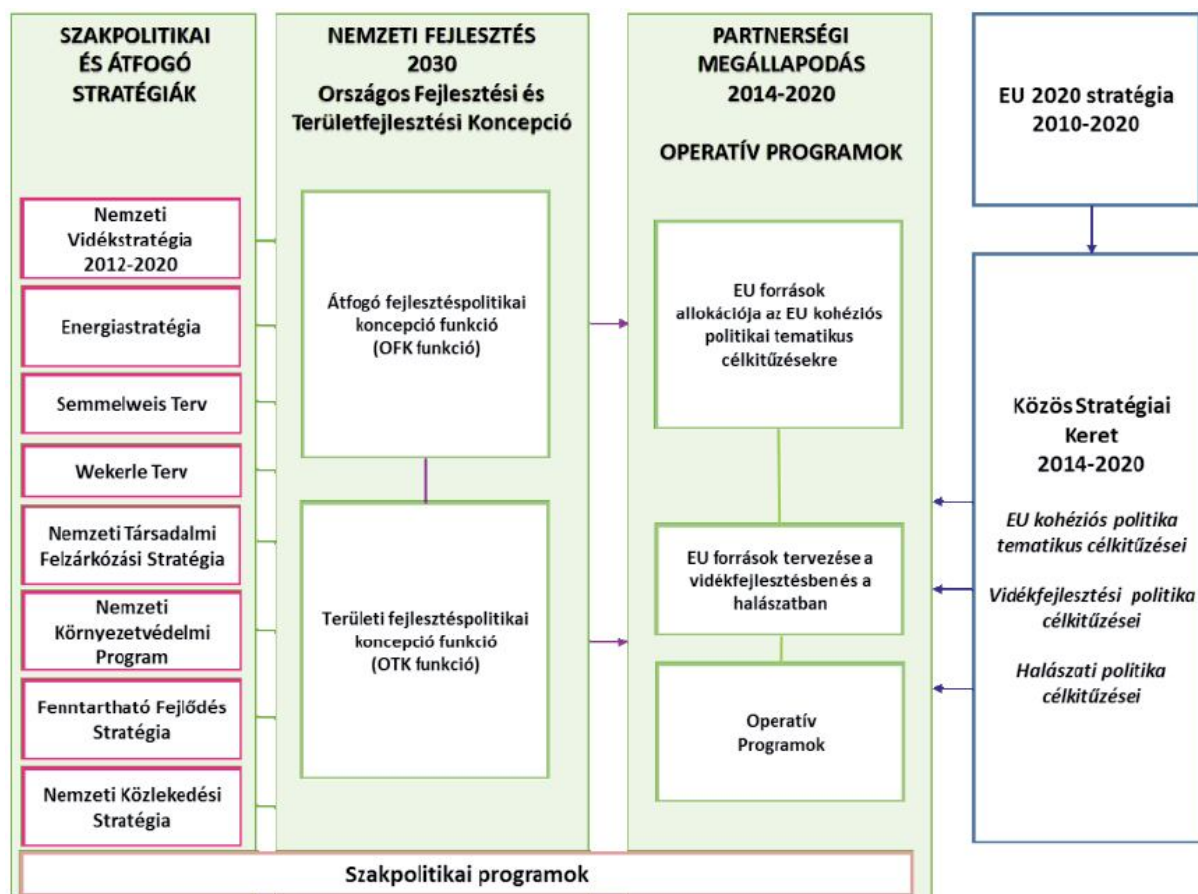 SZAKPOLITIKAI
ÉS ÁTFOGÓ
STRATÉGIÁK
Nemzeti
Vidékstratégia
2012-2020
Energiastratégia
Semmelweis Terv
Wekerle Terv
Nemzeti Társadalmi
Felzárkózási Stratégia
Nemzeti
Környezetvédelmi
Program
Fenntartható Fejlődés
Stratégia
Nemzeti Közlekedési
Stratégia
NEMZETI FEJLESZTÉS
2030
Országos Fejlesztési és
Területfejlesztési Koncepció
Átfogó fejlesztéspolitikai
koncepció funkció
(OFK funkció)
Területi fejlesztéspolitikai
koncepció funkció
(OTK funkció)
PARTNERSÉGI
MEGÁLLAPODÁS
2014-2020
OPERATÍV PROGRAMOK
EU források
allokációja az EU kohéziós
politikai tematikus
célkitűzésekre
EU források tervezése a
vidékfejlesztésben és a
halászatban
Operatív
Programok
EU 2020 stratégia
2010-2020
Közös Stratégiai
Keret
2014-2020
EU kohéziós politika
tematikus célkitűzései
Vidékfejlesztési politika
célkitűzései
Halászati politika
célkitűzései
Szakpolitikai programok